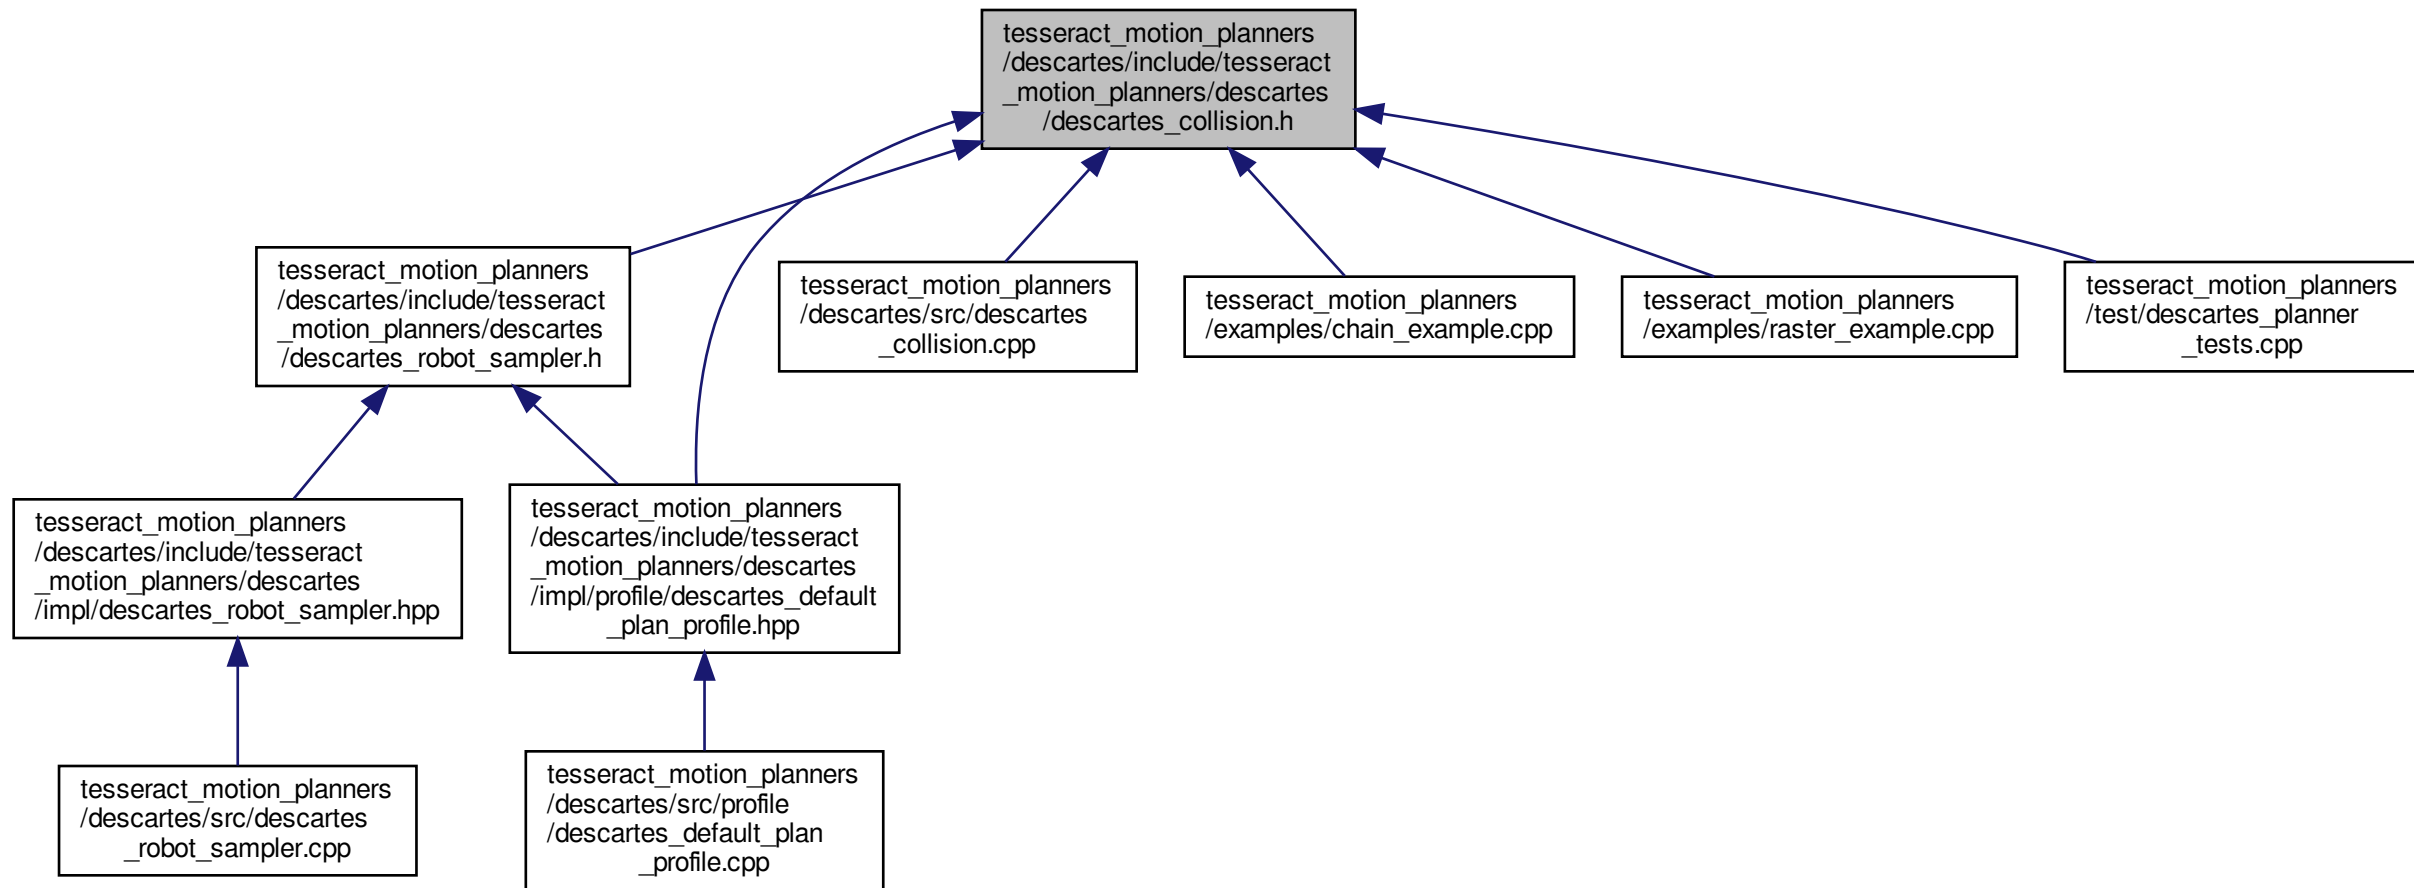 tesseract_motion_planners
/descartes/include/tesseract
_motion_planners/descartes
/descartes_collision.h
tesseract_motion_planners
/descartes/include/tesseract
_motion_planners/descartes
/descartes_robot_sampler.h
tesseract_motion_planners
/descartes/src/descartes
_collision.cpp
tesseract_motion_planners
/examples/chain_example.cpp
tesseract_motion_planners
/examples/raster_example.cpp
tesseract_motion_planners
/test/descartes_planner
_tests.cpp
tesseract_motion_planners
/descartes/include/tesseract
_motion_planners/descartes
/impl/descartes_robot_sampler.hpp
tesseract_motion_planners
/descartes/include/tesseract
_motion_planners/descartes
/impl/profile/descartes_default
_plan_profile.hpp
tesseract_motion_planners
/descartes/src/descartes
_robot_sampler.cpp
tesseract_motion_planners
/descartes/src/profile
/descartes_default_plan
_profile.cpp